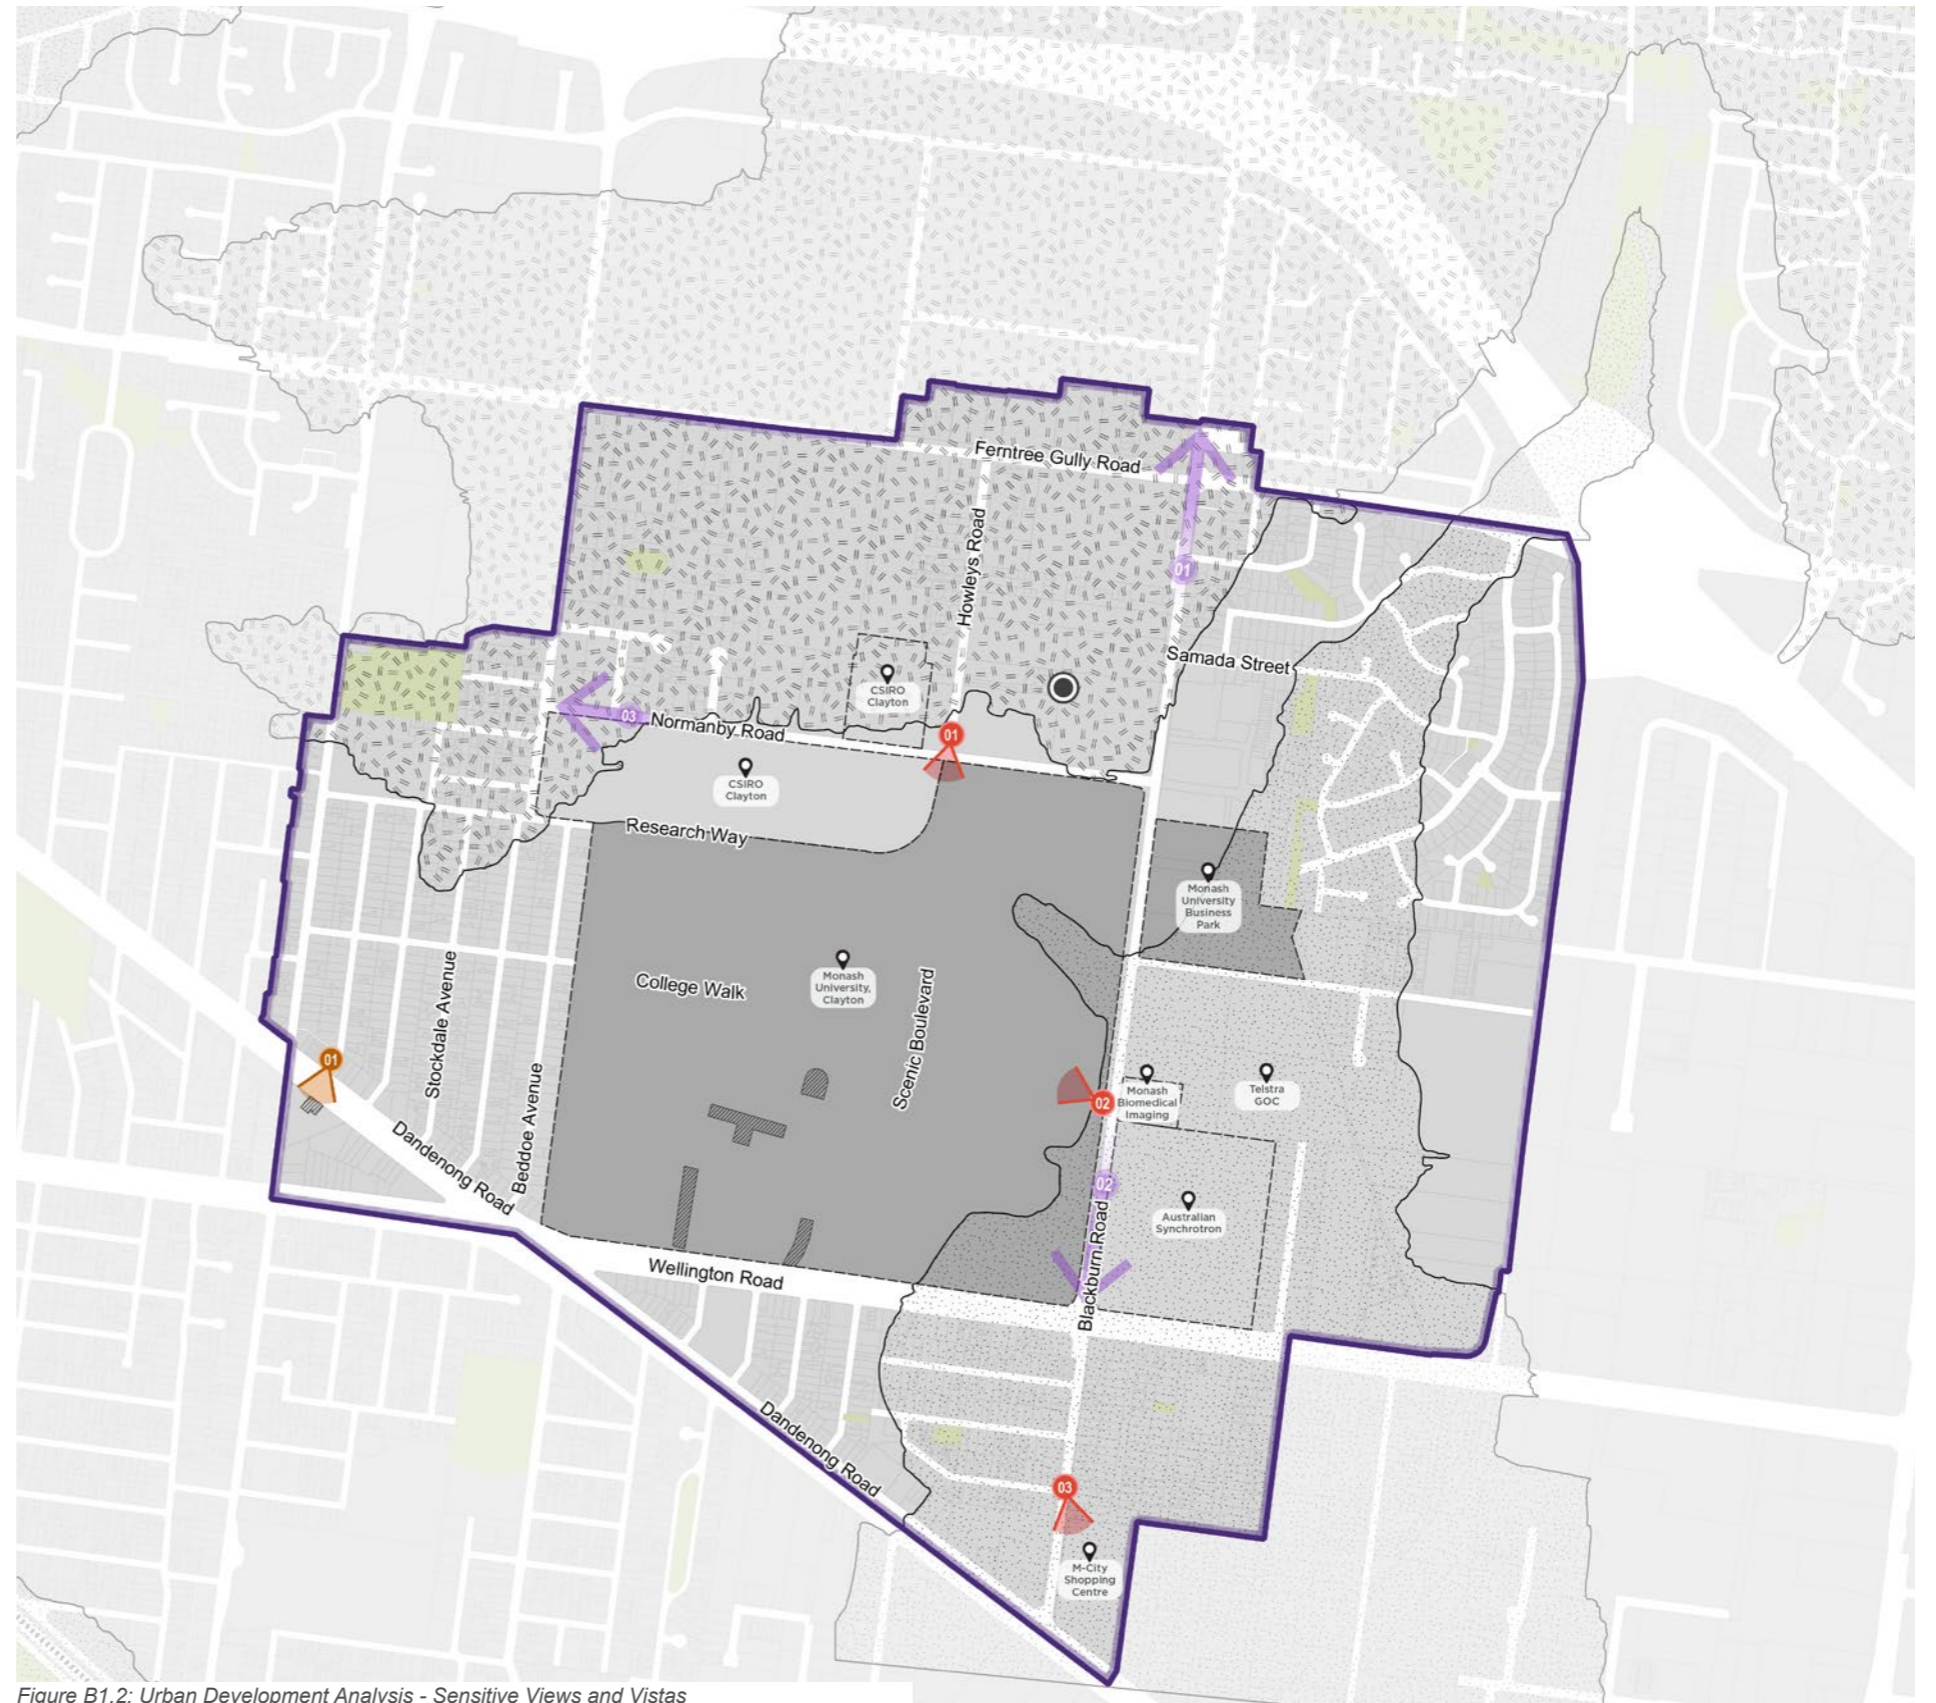 Ferntree Gully Road
Howleys Road
01
Samada Street
CSIRO
Clayton
03
Normanby Road
01
CSIRO
Clayton
Research Way
Monash
University
Business
Park
College Walk
Monash
University,
Clayton
Scenic Boulevard
Stockdale Avenue
01
Beddoe Avenue
02
Monash
Biomedical
Imaging
Telstra
GOC
Dandenong Road
02
Australian
Synchrotron
Blackburn Road
Wellington Road
Dandenong Road
03
M-City
Shopping
Centre
Figure B1.2: Urban Development Analysis - Sensitive Views and Vistas